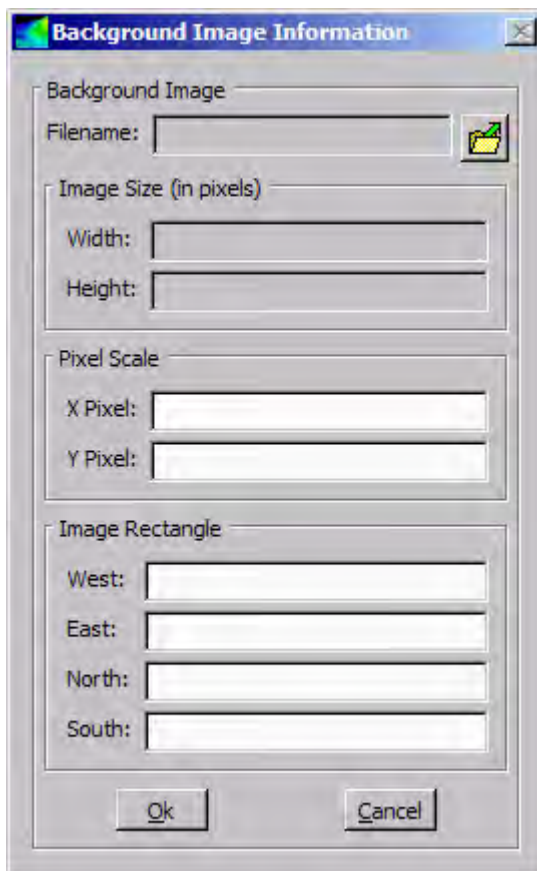 Background Image Information
Background Image
Filename:
Image Size (in pixels)
Width:
Height:
Pixel Scale
X Pixel:
Y Pixel:
Image Rectangle
West:
East:
North:
South:
Ok Cancel